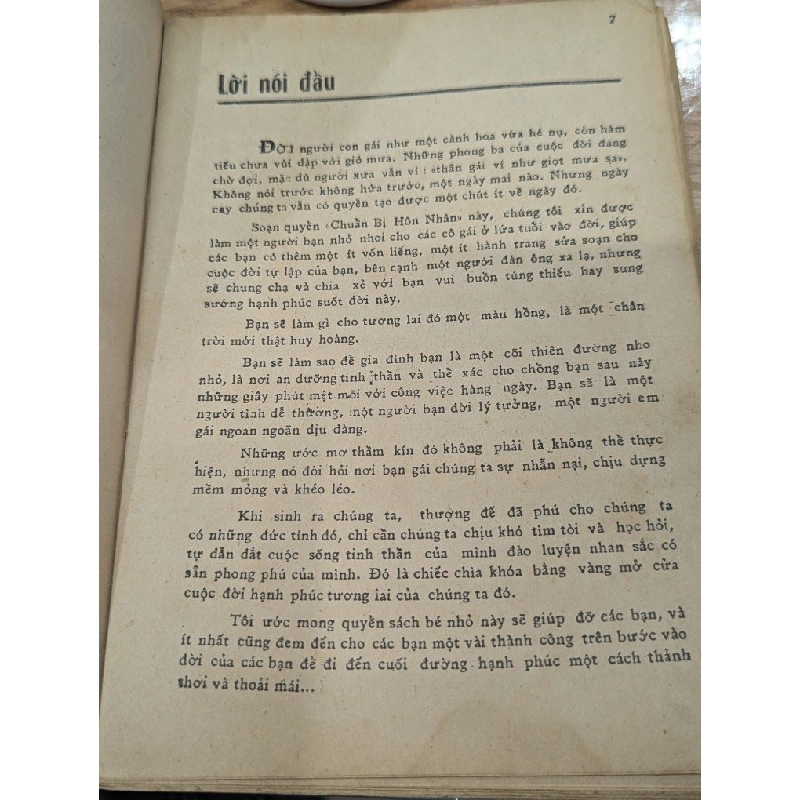 7
Lời nói đầu
ĐỜI người con gái như một cành hoa vừa hé nụ, còn hàm
tiếu chưa vùi dập với gió mưa. Những phong ba của cuộc đời đang
chờ đợi, mặc dù người xưa vẫn ví «thân gái ví như giọt mưa sa».
Không nói trước không hứa trước, một ngày mai nào. Nhưng ngày
nay chúng ta vẫn có quyền tạo được một chút ít về ngày đó.
Soạn quyển «Chuẩn Bị Hôn Nhân» này, chúng tôi xin được
làm một người bạn nhỏ nhoi cho các cô gái ở lứa tuổi vào đời, giúp
các bạn có thêm một ít vốn liếng, một ít hành trang sửa soạn cho
cuộc đời tự lập của bạn, bên cạnh một người đàn ông xa lạ, nhưng
sẽ chung chạ và chia xẻ với bạn vui buồn túng thiếu hay sung
sướng hạnh phúc suốt đời này.
Bạn sẽ làm gì cho tương lai đó một màu hồng, là một chân
trời mới thật huy hoàng.
Bạn sẽ làm sao để gia đình bạn là một cõi thiên đường nho
nhỏ, là nơi an dưỡng tinh thần và thể xác cho chồng bạn sau này
những giây phút mệt mỏi với công việc hàng ngày. Bạn sẽ là một
người tình dễ thương, một người bạn đời lý tưởng, một người em
gái ngoan ngoãn dịu dàng.
Những ước mơ thầm kín đó không phải là không thể thực
hiện, nhưng nó đòi hỏi nơi bạn gái chúng ta sự nhẫn nại, chịu dựng
mềm mỏng và khéo léo.
Khi sinh ra chúng ta, thượng đế đã phú cho chúng ta
có những đức tính đó, chỉ cần chúng ta chịu khó tìm tòi và học hỏi,
tự dẫn dắt cuộc sống tinh thần của mình đào luyện nhan sắc có
sẵn phong phú của mình. Đó là chiếc chìa khóa bằng vàng mở cửa
cuộc đời hạnh phúc tương lai của chúng ta đó.
Tôi ước mong quyển sách bé nhỏ này sẽ giúp đỡ các bạn, và
ít nhất cũng đem đến cho các bạn một vài thành công trên bước vào
đời của các bạn để đi đến cuối đường hạnh phúc một cách thảnh
thơi và thoải mái...